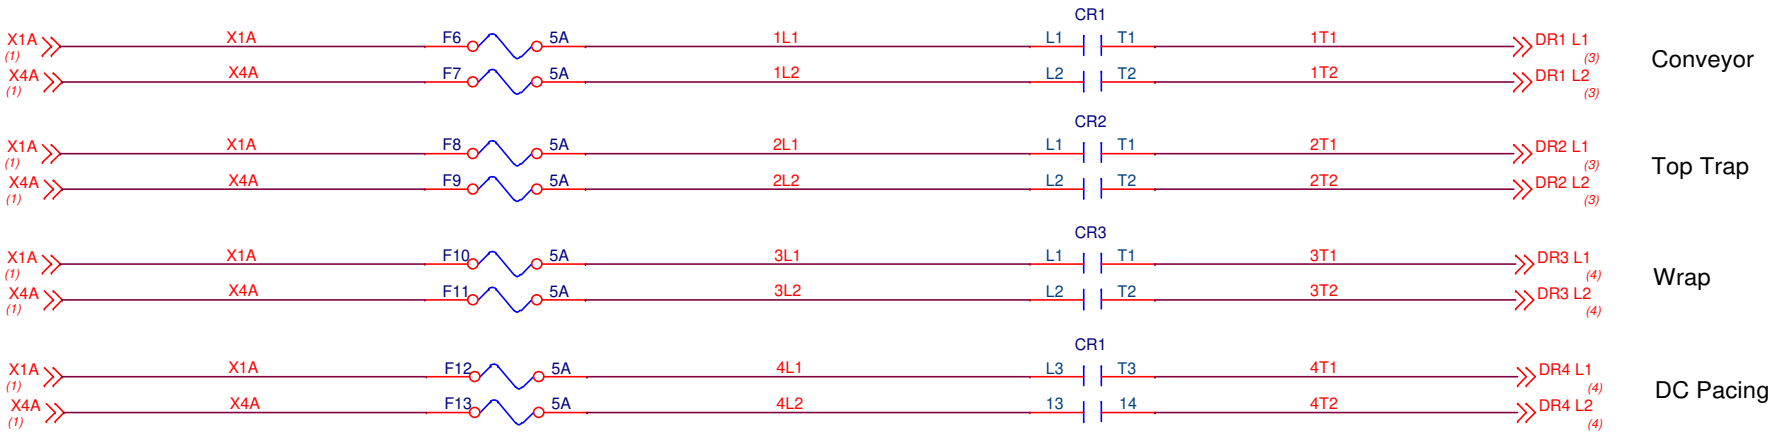 CR1
X1A X1A F6 5A 1L1 L1 T1 1T1 DR1 L1
(1) (3) Conveyor
X4A X4A F7 5A 1L2 L2 T2 1T2 DR1 L2
(1) (3)
CR2
X1A X1A F8 5A 2L1 L1 T1 2T1 DR2 L1
(1) (3) Top Trap
X4A X4A F9 5A 2L2 L2 T2 2T2 DR2 L2
(1) (3)
CR3
X1A X1A F10 5A 3L1 L1 T1 3T1 DR3 L1
(1) (4) Wrap
X4A X4A F11 5A 3L2 L2 T2 3T2 DR3 L2
(1) (4)
CR1
X1A X1A F12 5A 4L1 L3 T3 4T1 DR4 L1
(1) (4) DC Pacing
X4A X4A F13 5A 4L2 13 14 4T2 DR4 L2
(1) (4)